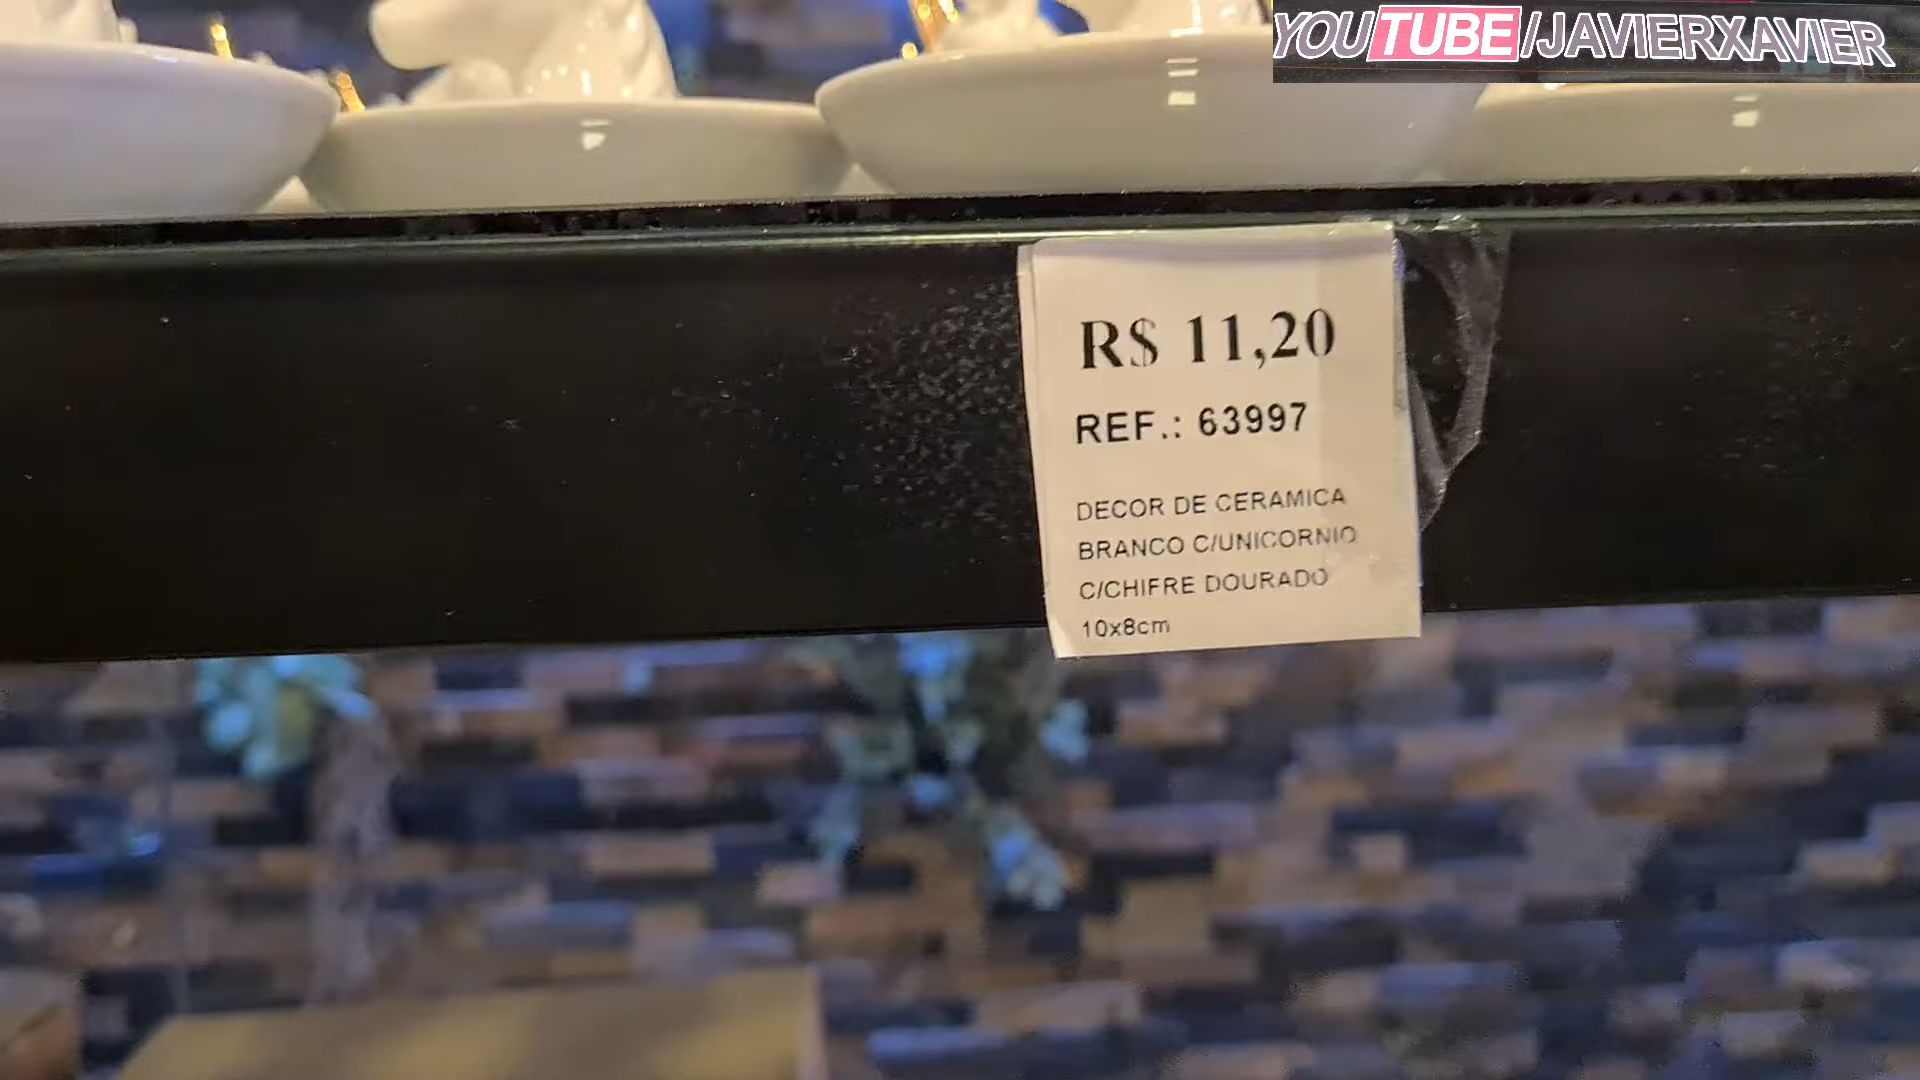 YOUTUBE/JAVIERXAVIER
R$ 11,20
REF.: 63997
DECOR DE CERAMICA
BRANCO C/UNICORNIO
C/CHIFRE DOURADO
10x8cm